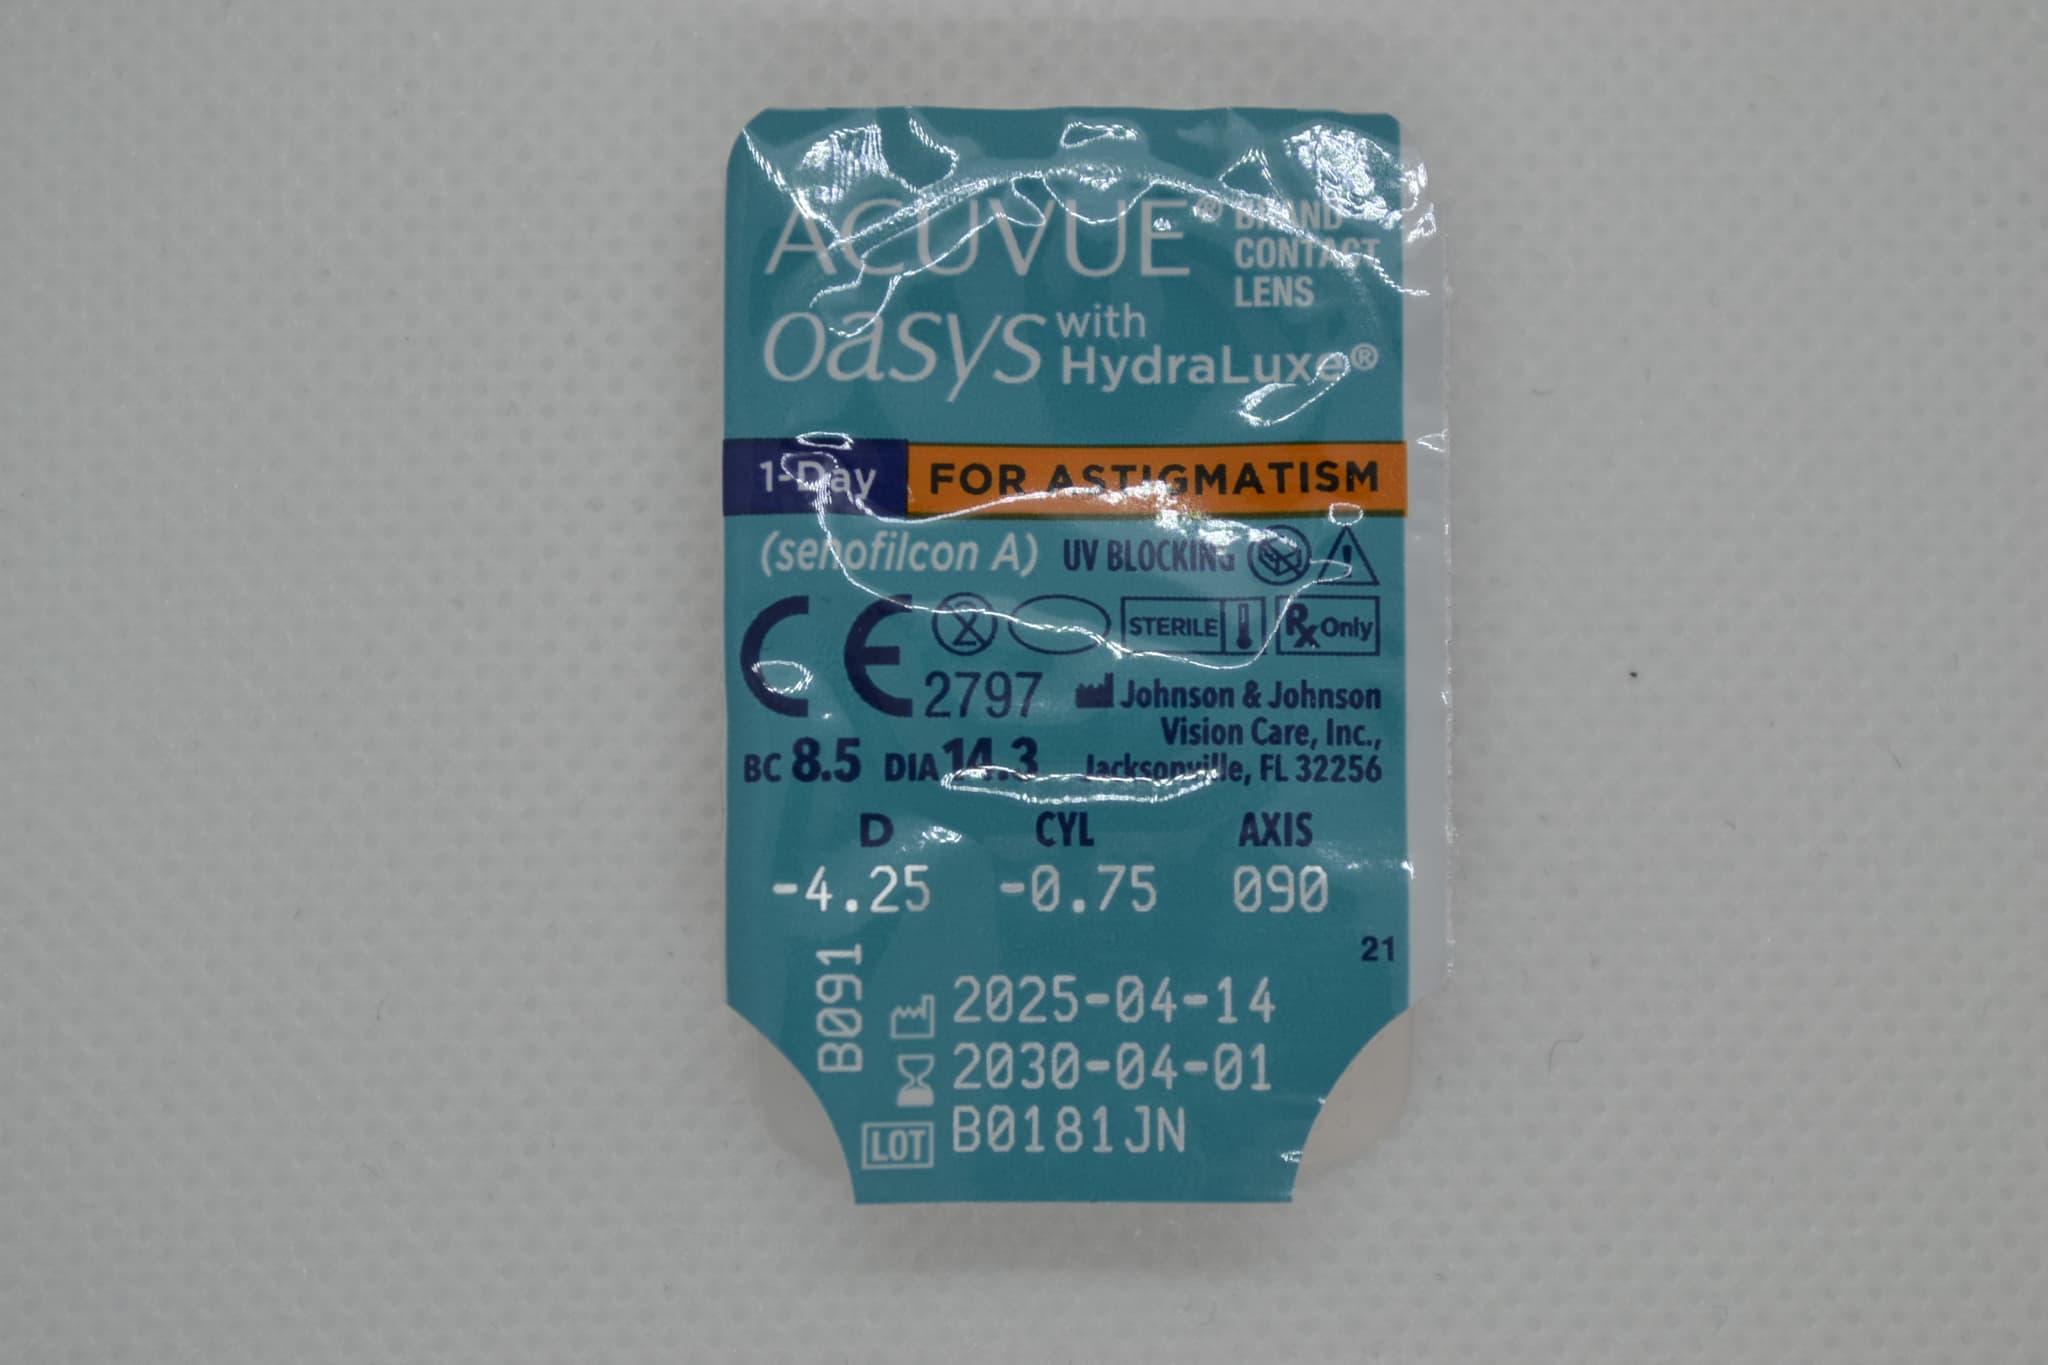 ACUVUE® BRAND CONTACT LENS
oasys with HydraLuxe®
1-Day FOR ASTIGMATISM
(senofilcon A) UV BLOCKING
CE 2797 2 STERILE Rx Only
Johnson & Johnson
Vision Care, Inc.,
Jacksonville, FL 32256
BC 8.5 DIA 14.3
D CYL AXIS
-4.25 -0.75 090
21
B091
2025-04-14
2030-04-01
LOT B0181JN